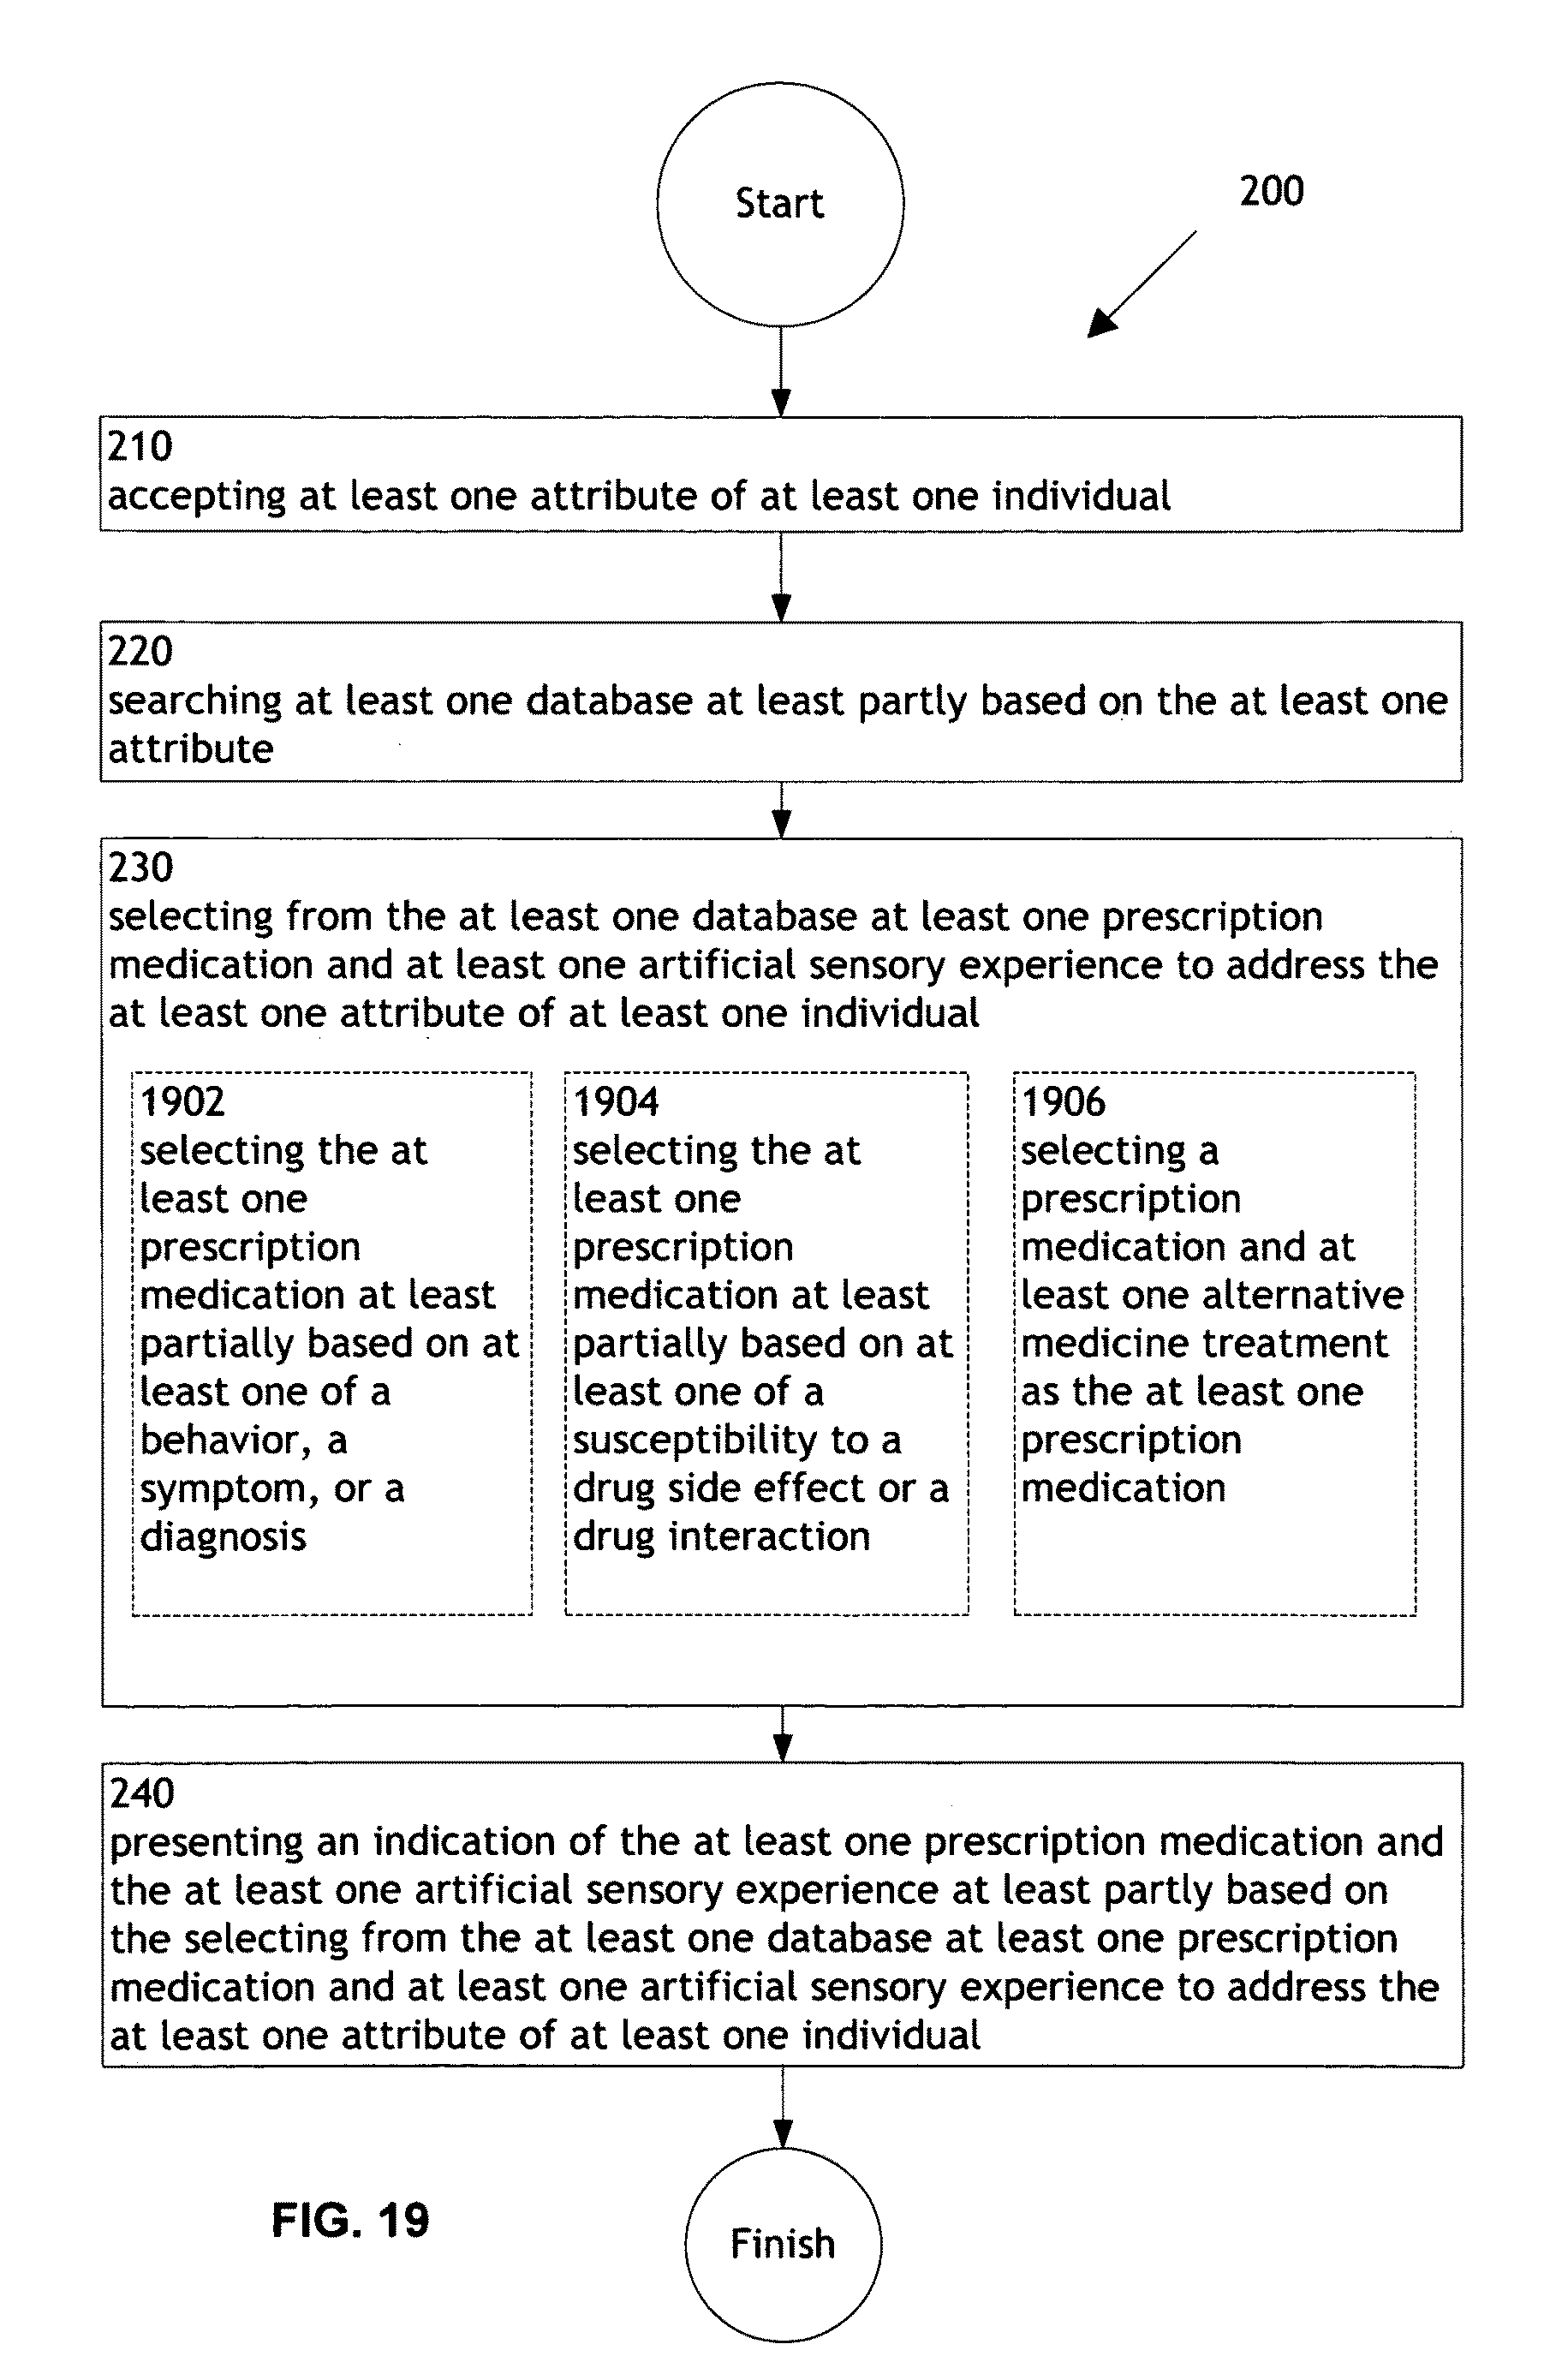 Start
200
210
accepting at least one attribute of at least one individual
220
searching at least one database at least partly based on the at least one
attribute
230
selecting from the at least one database at least one prescription
medication and at least one artificial sensory experience to address the
at least one attribute of at least one individual
1902
selecting the at
least one
prescription
medication at least
partially based on at
least one of a
behavior, a
symptom, or a
diagnosis
1904
selecting the at
least one
prescription
medication at least
partially based on at
least one of a
susceptibility to a
drug side effect or a
drug interaction
1906
selecting a
prescription
medication and at
least one alternative
medicine treatment
as the at least one
prescription
medication
240
presenting an indication of the at least one prescription medication and
the at least one artificial sensory experience at least partly based on
the selecting from the at least one database at least one prescription
medication and at least one artificial sensory experience to address the
at least one attribute of at least one individual
FIG. 19
Finish